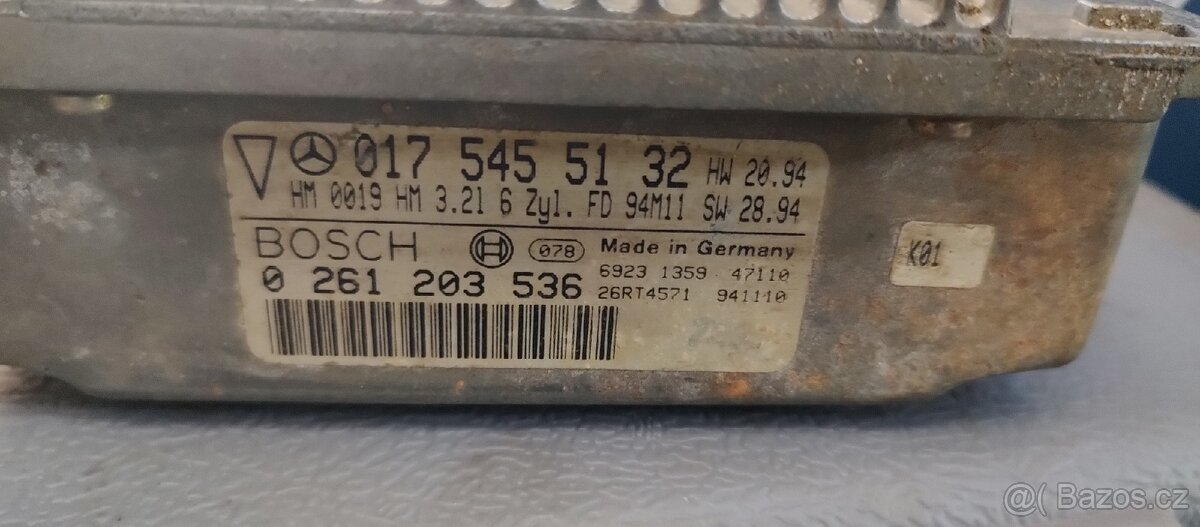 017 545 51 32 HW 20.94
HM 0019 HM 3.2l 6 Zyl. FD 94M11 SW 28.94
BOSCH 078 Made in Germany
6923 1359 47110
0 261 203 536 26RT4571 941110
K01
@( Bazos.cz